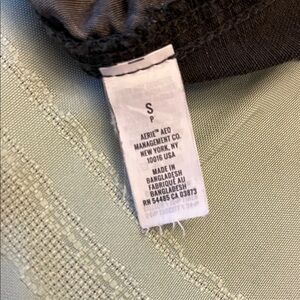 S
P
AERIE™ AEO
MANAGEMENT CO.
NEW YORK, NY
10016 USA
MADE IN
BANGLADESH
FABRIQUÉ AU
BANGLADESH
RN 54485 CA 03873